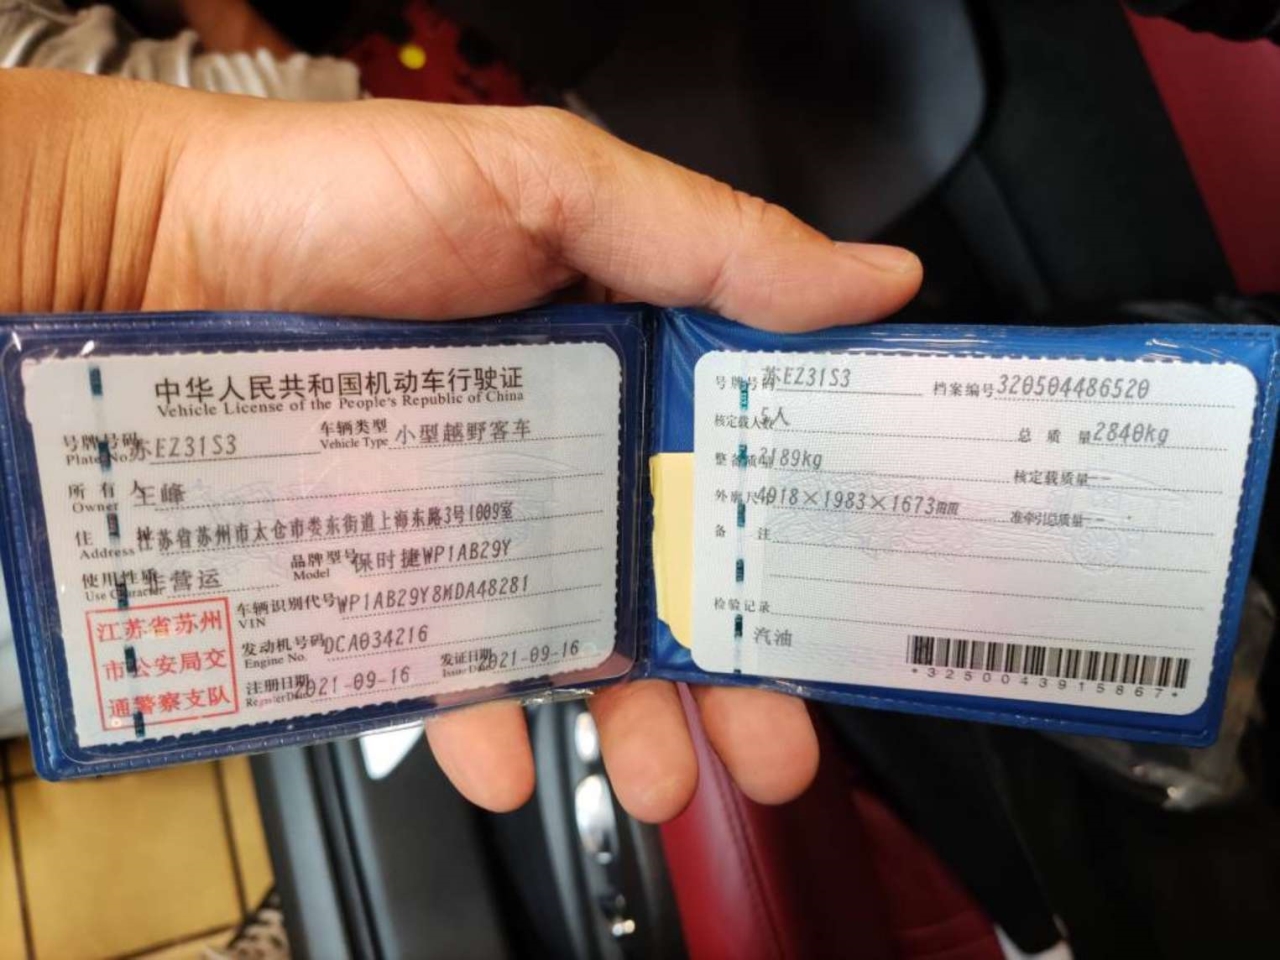 中华人民共和国机动车行驶证
Vehicle License of the People's Republic of China
号牌号码 苏EZ31S3 车辆类型 小型越野客车
Plate No. Vehicle Type
所有人 王峰
Owner
住址 江苏省苏州市太仓市娄东街道上海东路3号1009室
Address
使用性质 非营运 品牌型号 保时捷WP1AB29Y
Use Character Model
车辆识别代号 WP1AB29Y8MDA48281
VIN
发动机号码 DCA034216
Engine No.
注册日期 2021-09-16 发证日期 2021-09-16
Register Date Issue Date
江苏省苏州
市公安局交
通警察支队
号牌号码 苏EZ31S3 档案编号 320504486520
核定载人数 5人 总质量 2840kg
整备质量 2189kg 核定载质量 --
外廓尺寸 4918×1983×1673mm 准牵引总质量 --
备注
检验记录
汽油
*3250043915867*